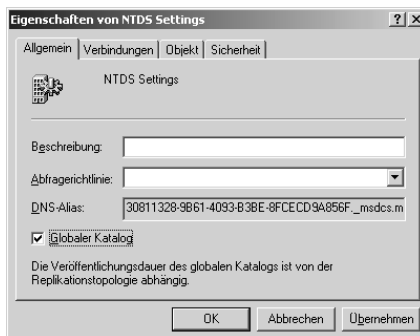 Eigenschaften von NTDS Settings
Allgemein Verbindungen Objekt Sicherheit
NTDS Settings
Beschreibung:
Abfragerichtlinie:
DNS-Alias: 30811328-9B61-4093-B3BE-8FCECD9A856F._msdcs.m
Globaler Katalog
Die Veröffentlichungsdauer des globalen Katalogs ist von der
Replikationstopologie abhängig.
OK Abbrechen Übernehmen